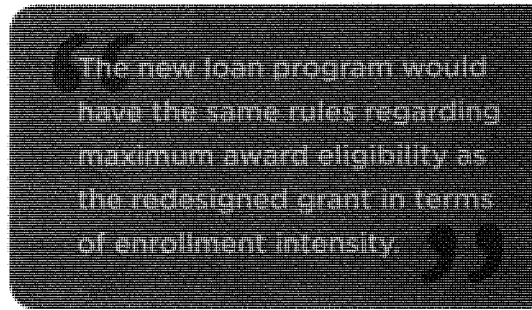 The new loan program would
have the same rules regarding
maximum award eligibility as
the redesigned grant in terms
of enrollment intensity.